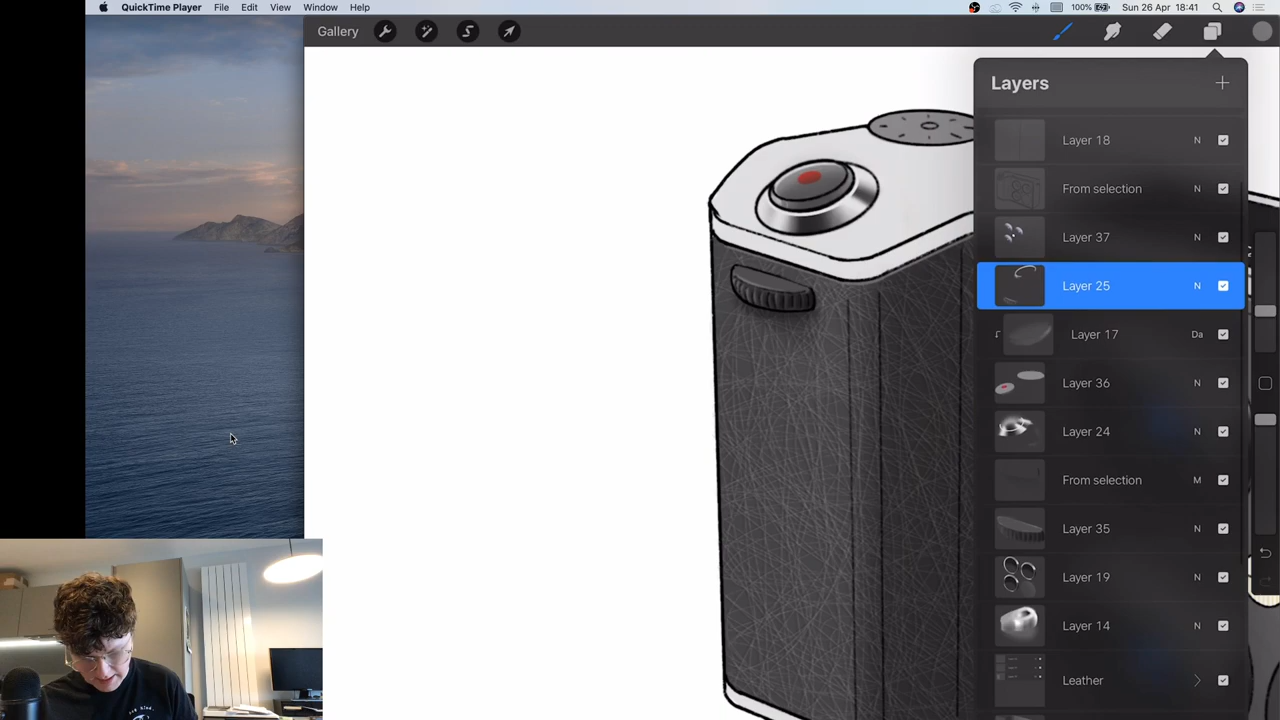 QuickTime Player File Edit View Window Help 100% Sun 26 Apr 18:41
Gallery
Layers
Layer 18 N
From selection N
Layer 37 N
Layer 25 N
Layer 17 Da
Layer 36 N
Layer 24 N
From selection M
Layer 35 N
Layer 19 N
Layer 14 N
Leather